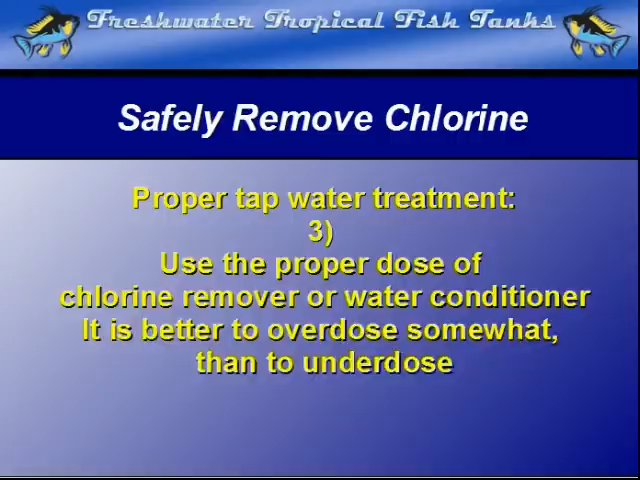 Freshwater Tropical Fish Tanks
Safely Remove Chlorine
Proper tap water treatment:
3)
Use the proper dose of
chlorine remover or water conditioner
It is better to overdose somewhat,
than to underdose